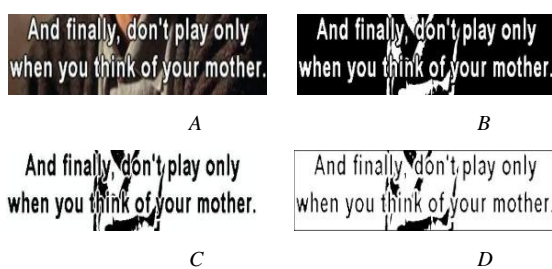 And finally, don't play only
when you think of your mother.
A
And finally, don't play only
when you think of your mother.
B
And finally, don't play only
when you think of your mother.
C
And finally, don't play only
when you think of your mother.
D